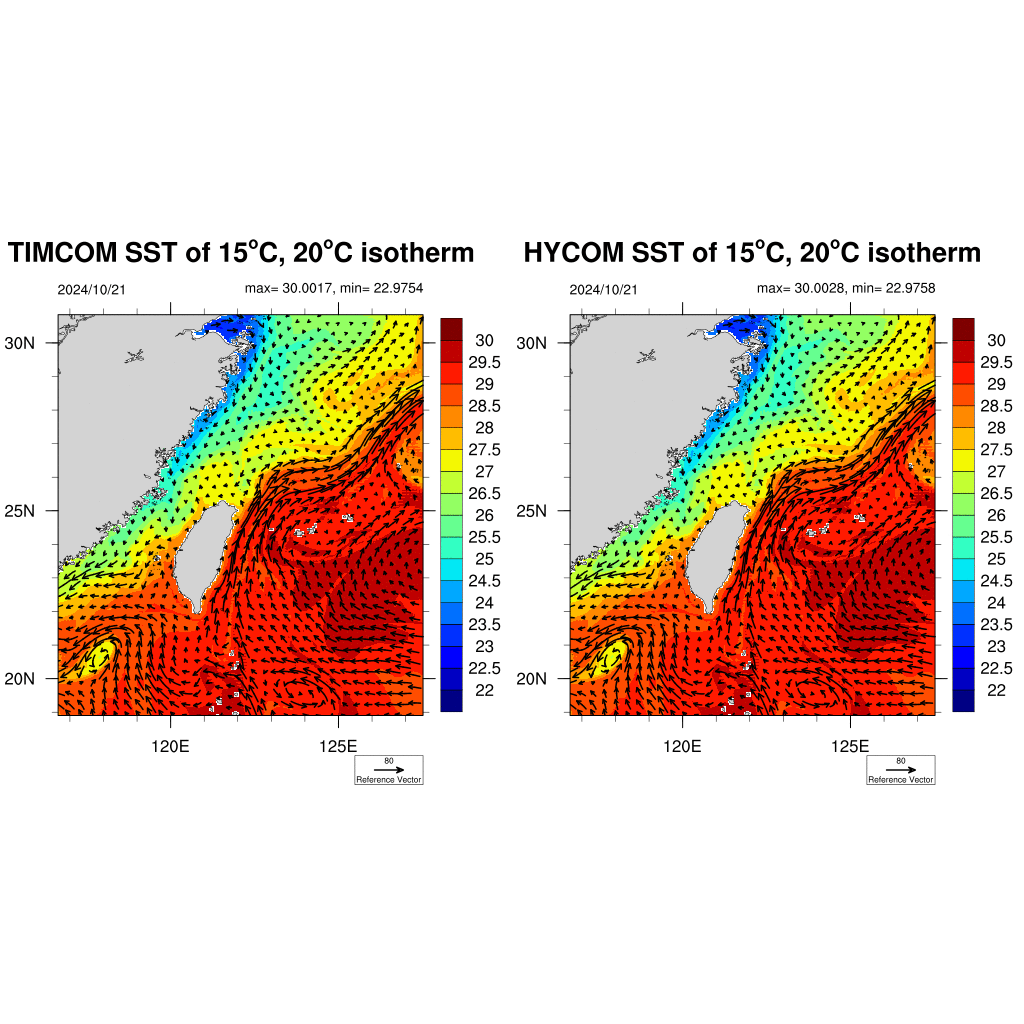 TIMCOM SST of 15°C, 20°C isotherm
2024/10/21
max= 30.0017, min= 22.9754
30N
25N
20N
120E
125E
30
29.5
29
28.5
28
27.5
27
26.5
26
25.5
25
24.5
24
23.5
23
22.5
22
80
Reference Vector
HYCOM SST of 15°C, 20°C isotherm
2024/10/21
max= 30.0028, min= 22.9758
30N
25N
20N
120E
125E
30
29.5
29
28.5
28
27.5
27
26.5
26
25.5
25
24.5
24
23.5
23
22.5
22
80
Reference Vector